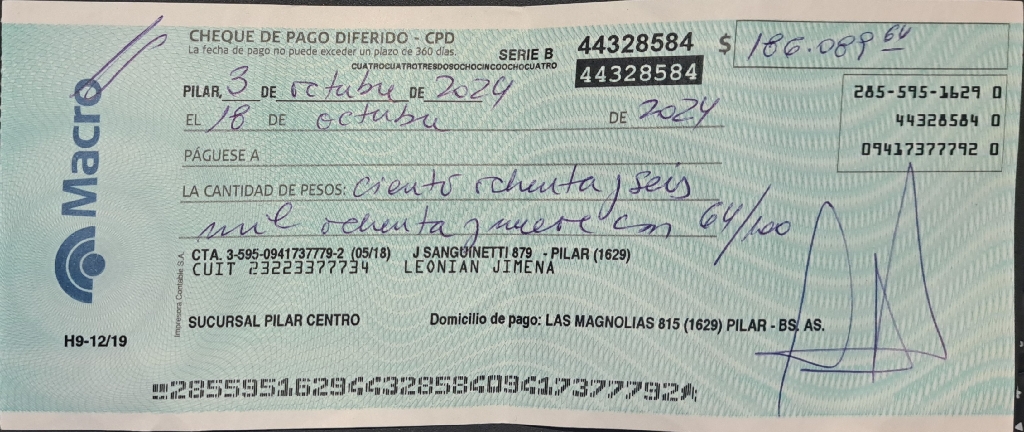 Macro
H9-12/19
CHEQUE DE PAGO DIFERIDO - CPD
La fecha de pago no puede exceder un plazo de 360 días.
SERIE B
44328584
$ 186.089 64
CUATROCUATROTRESDOSOCHOCINCOOCHOCUATRO
44328584
285-595-1629 0
44328584 0
09417377792 0
PILAR, 3 DE octubre DE 2024
EL 18 DE octubre DE 2024
PÁGUESE A
LA CANTIDAD DE PESOS: ciento ochenta y seis
mil ochenta y nueve con 64/100
CTA. 3-595-0941737779-2 (05/18) J SANGUINETTI 879 - PILAR (1629)
CUIT 23223377734 LEONIAN JIMENA
Impresora Contable S.A.
SUCURSAL PILAR CENTRO Domicilio de pago: LAS MAGNOLIAS 815 (1629) PILAR - BS. AS.
28559516294432858409417377792